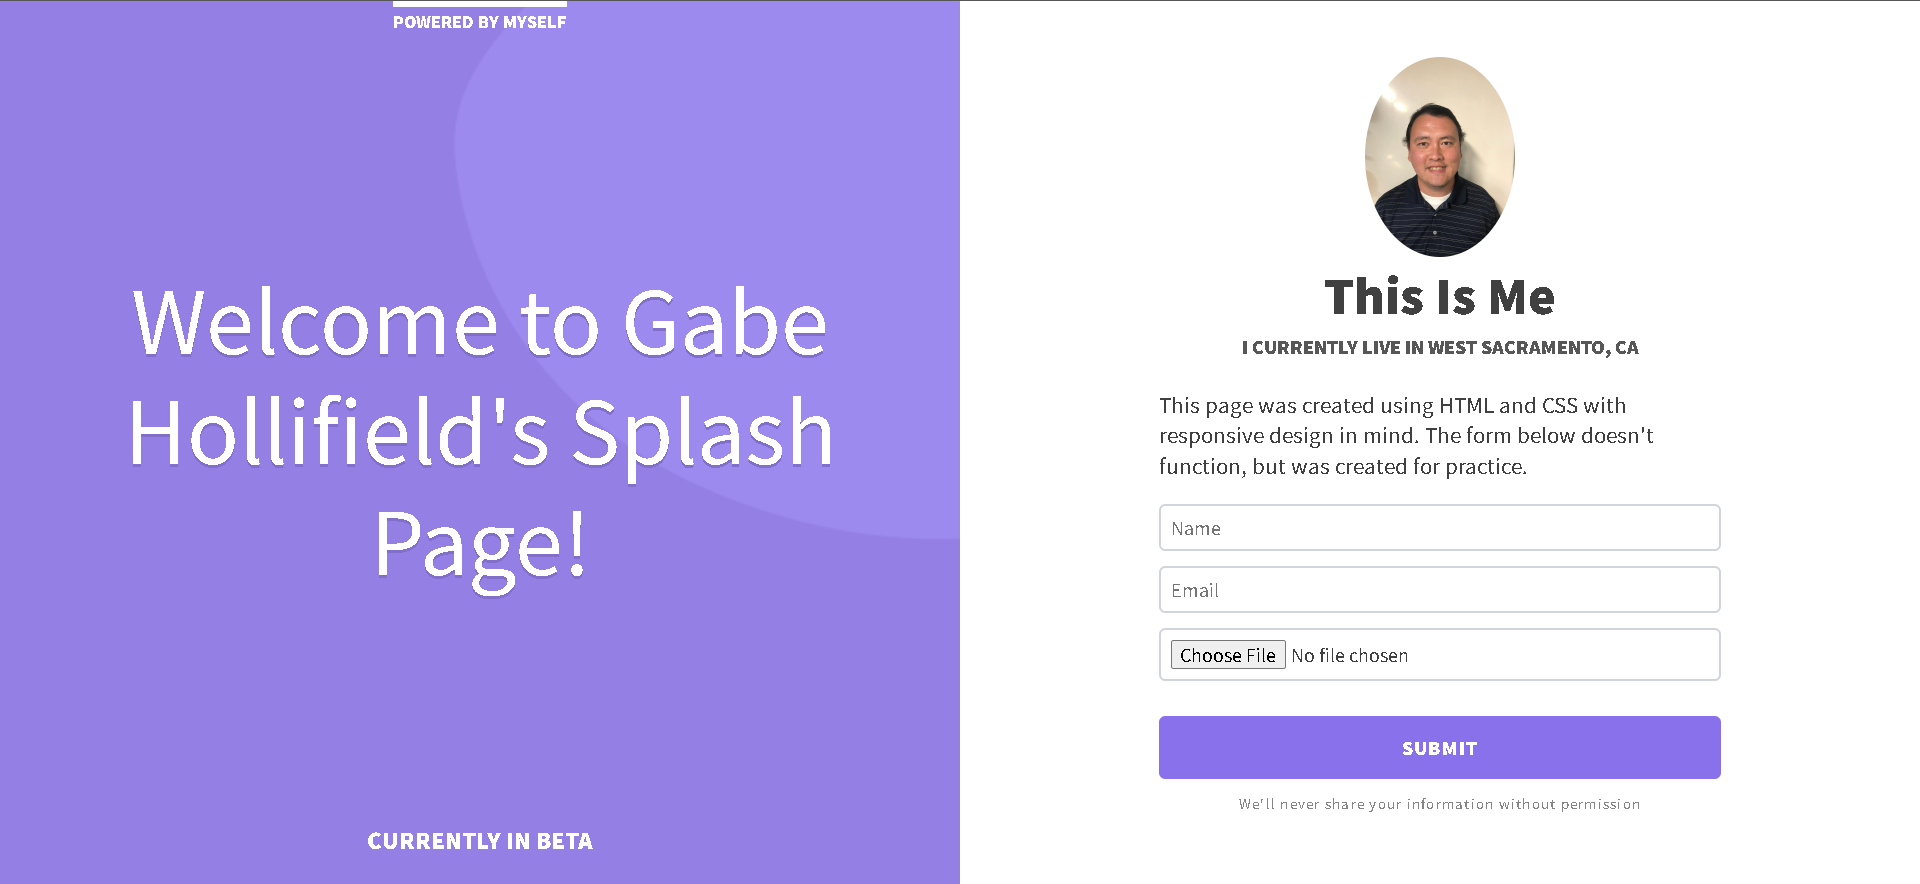 POWERED BY MYSELF
Welcome to Gabe
Hollifield's Splash
Page!
CURRENTLY IN BETA
This Is Me
I CURRENTLY LIVE IN WEST SACRAMENTO, CA
This page was created using HTML and CSS with
responsive design in mind. The form below doesn't
function, but was created for practice.
Name
Email
Choose File No file chosen
SUBMIT
We'll never share your information without permission